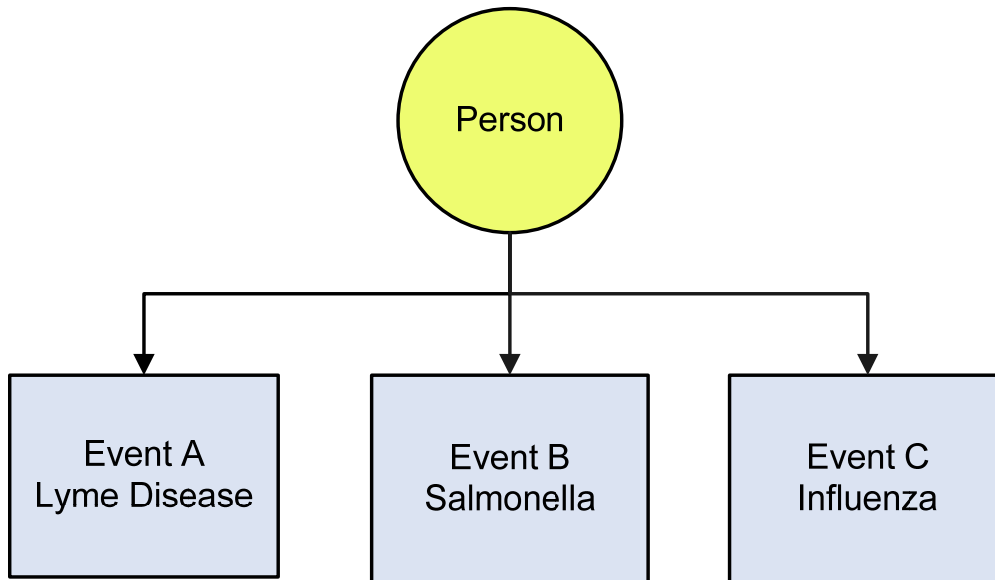 Person
Event A
Lyme Disease
Event B
Salmonella
Event C
Influenza